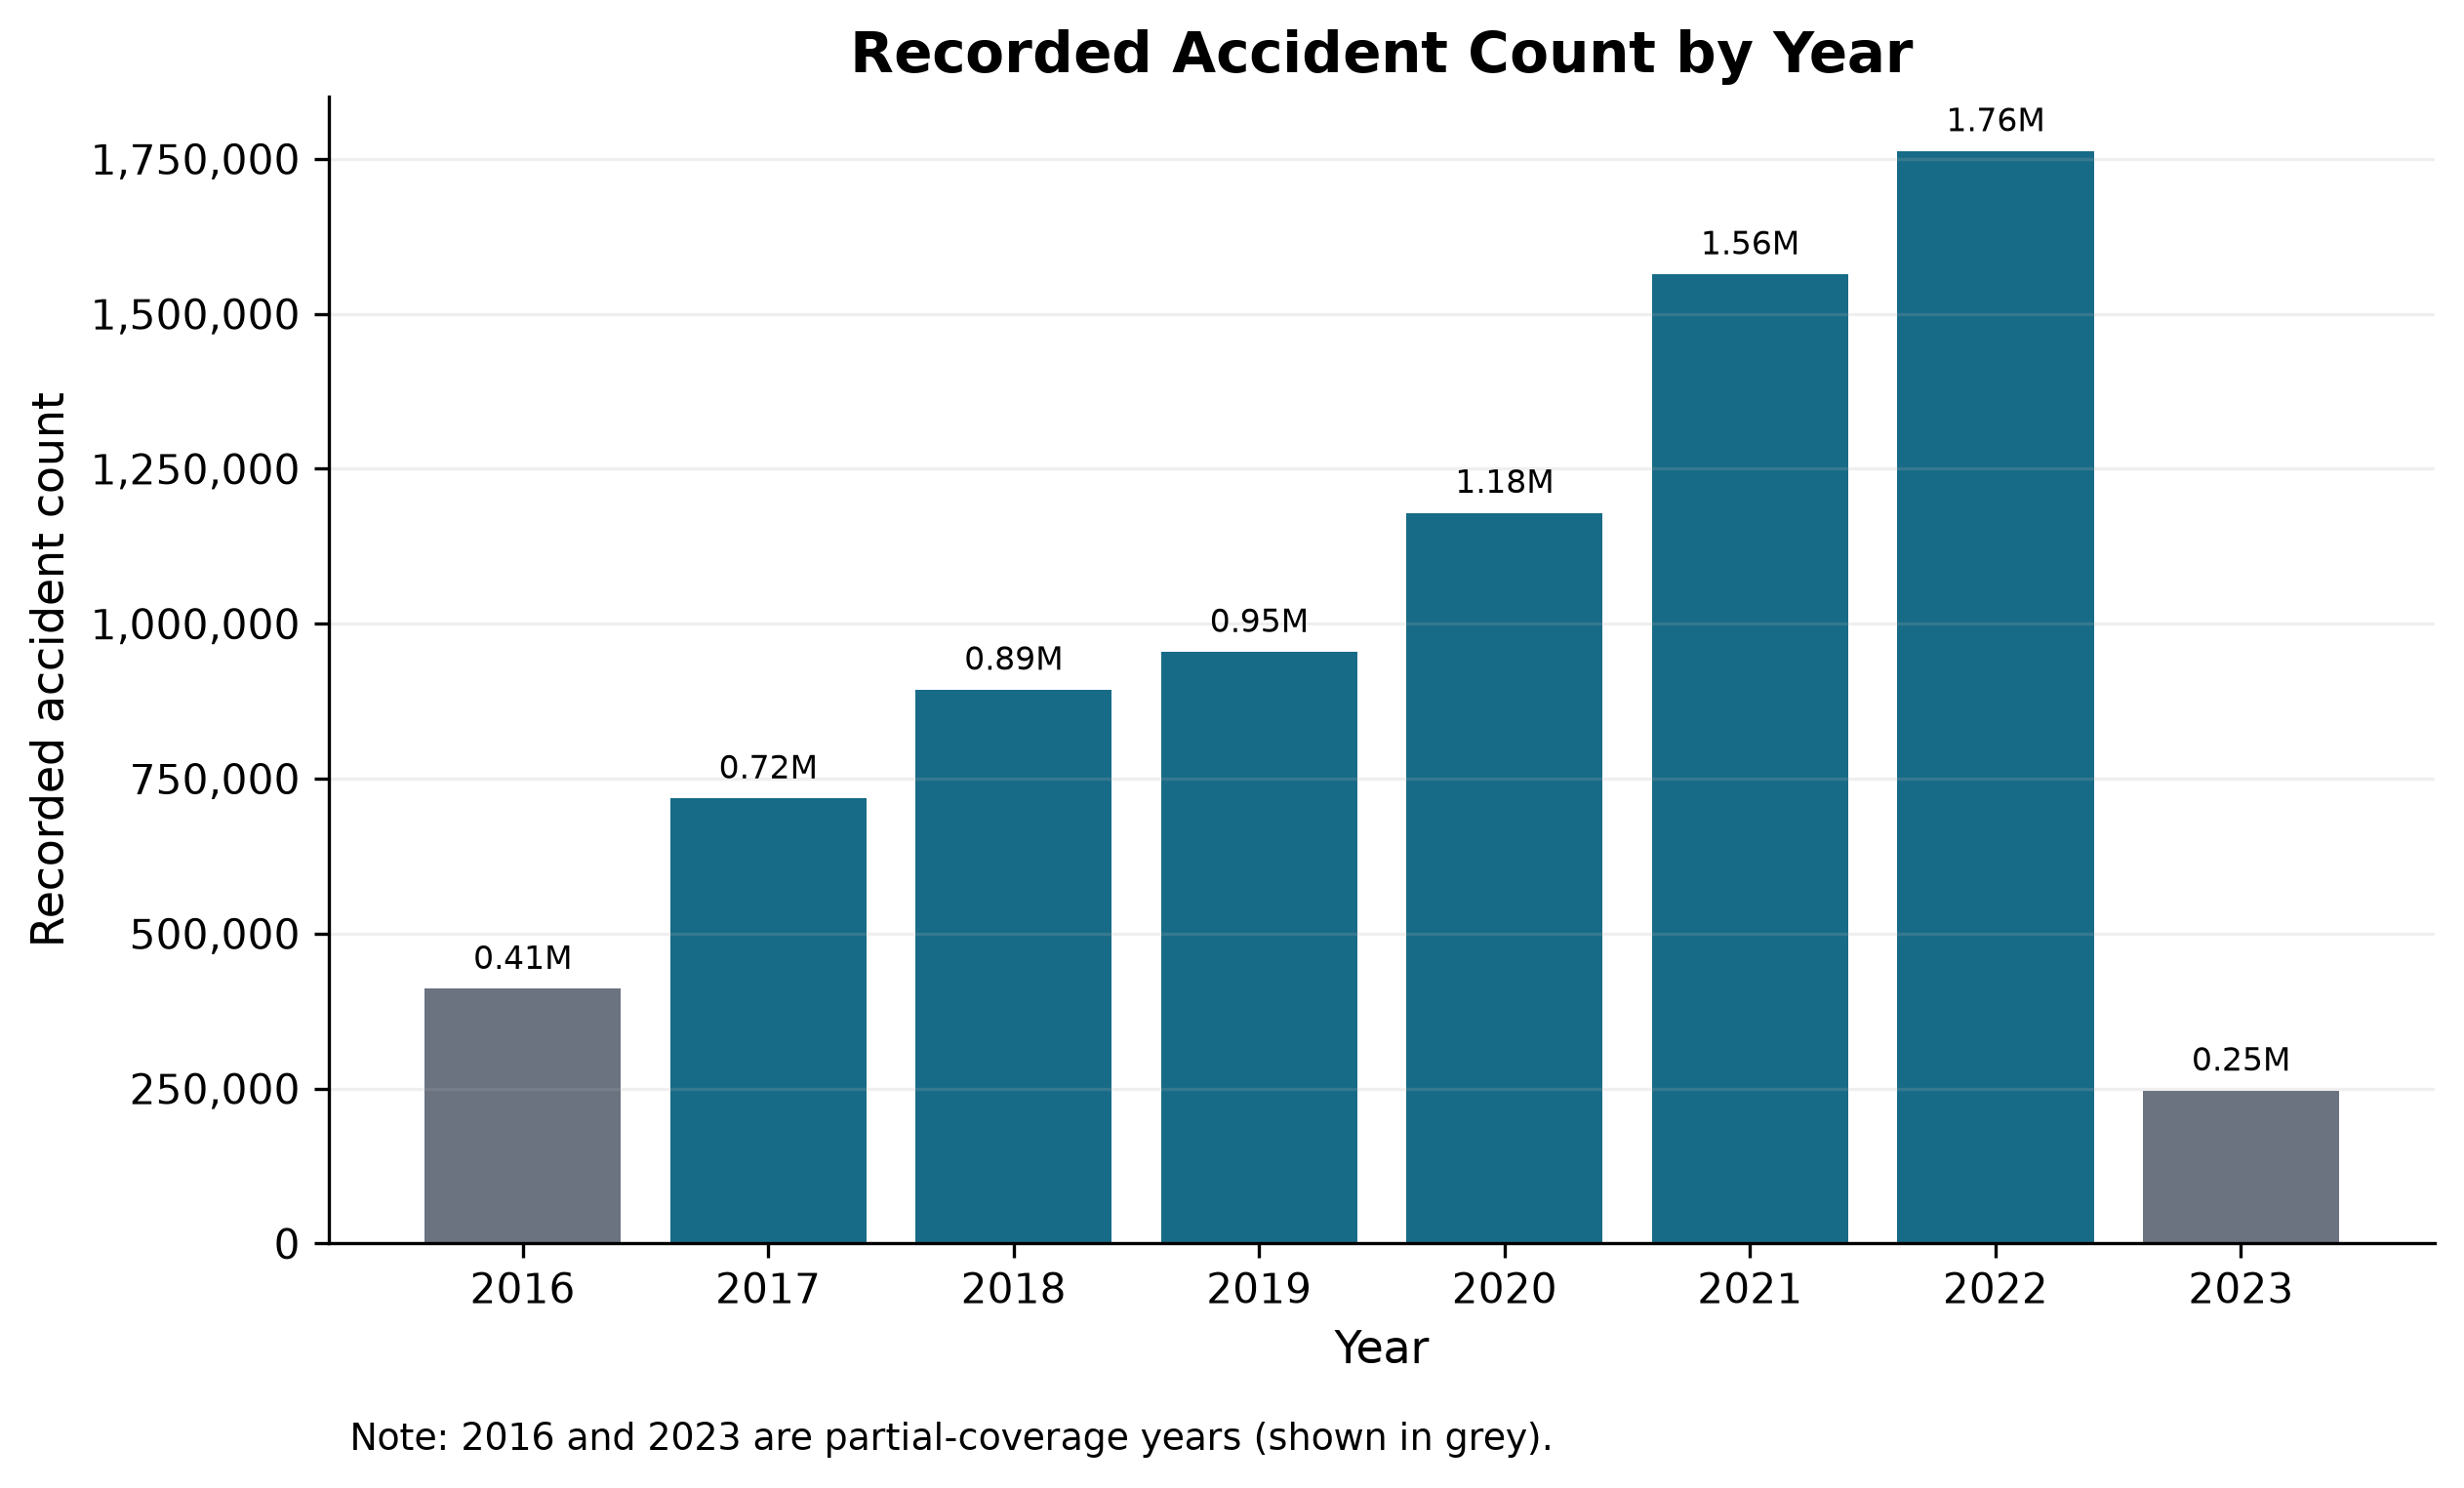 Recorded Accident Count by Year
Recorded accident count
1,750,000
1,500,000
1,250,000
1,000,000
750,000
500,000
250,000
0
0.41M
0.72M
0.89M
0.95M
1.18M
1.56M
1.76M
0.25M
2016 2017 2018 2019 2020 2021 2022 2023
Year
Note: 2016 and 2023 are partial-coverage years (shown in grey).